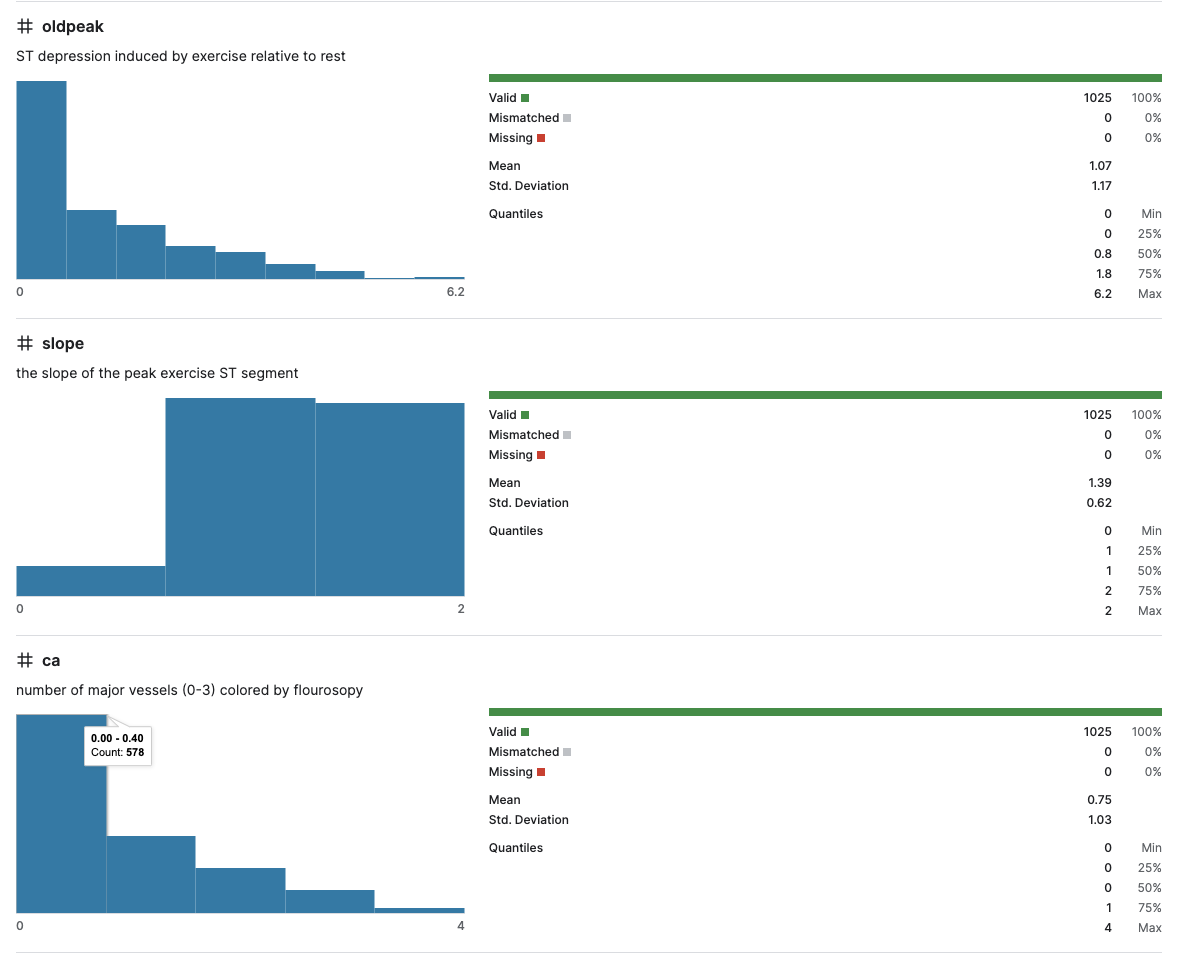 oldpeak
ST depression induced by exercise relative to rest
Valid 1025 100%
Mismatched 0 0%
Missing 0 0%
Mean 1.07
Std. Deviation 1.17
Quantiles 0 Min
0 25%
0.8 50%
1.8 75%
6.2 Max
0 6.2
slope
the slope of the peak exercise ST segment
Valid 1025 100%
Mismatched 0 0%
Missing 0 0%
Mean 1.39
Std. Deviation 0.62
Quantiles 0 Min
1 25%
1 50%
2 75%
2 Max
0 2
ca
number of major vessels (0-3) colored by flourosopy
0.00 - 0.40
Count: 578
Valid 1025 100%
Mismatched 0 0%
Missing 0 0%
Mean 0.75
Std. Deviation 1.03
Quantiles 0 Min
0 25%
0 50%
1 75%
4 Max
0 4